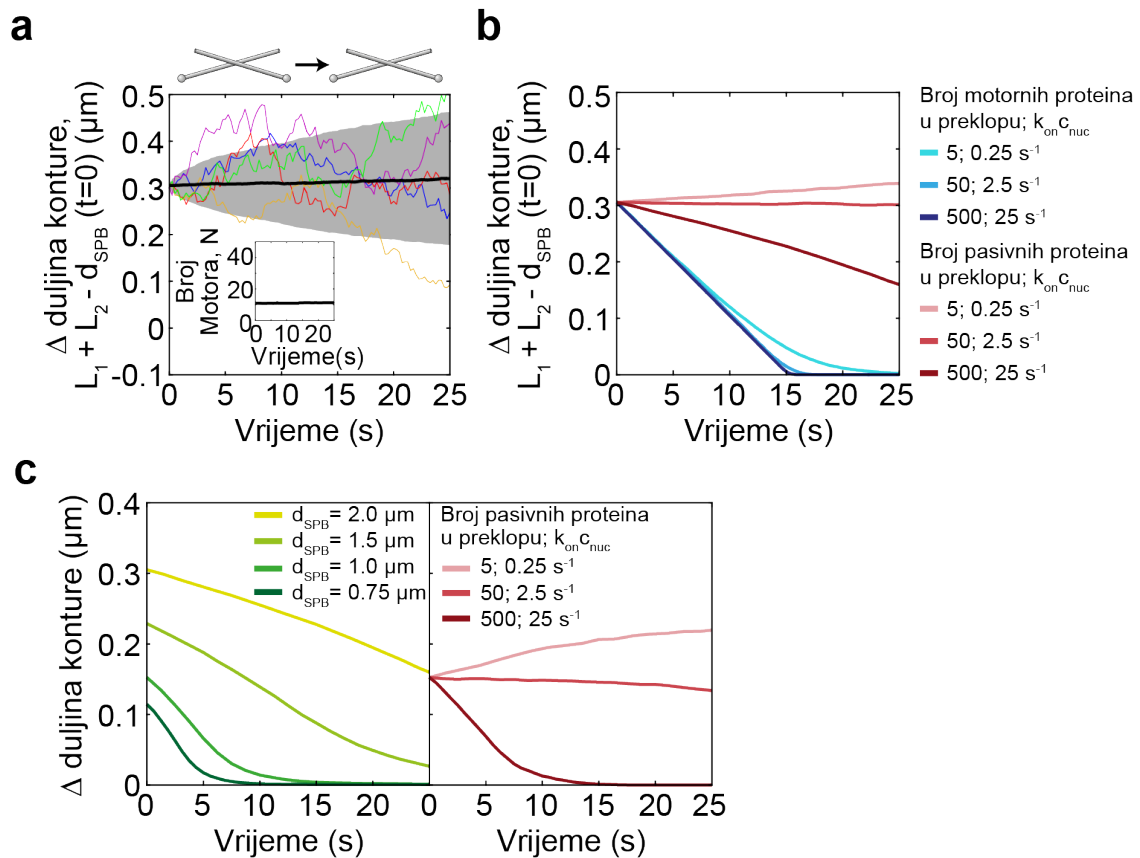 a
Δ duljina konture,
L1 + L2 - dSPB (t=0) (µm)
0.5
0.4
0.3
0.2
0.1
0
-0.1
Broj
Motora, N
40
20
0
0 10 20
Vrijeme(s)
0 5 10 15 20 25
Vrijeme (s)
b
Δ duljina konture,
L1 + L2 - dSPB (t=0) (µm)
0.5
0.4
0.3
0.2
0.1
0
0 5 10 15 20 25
Vrijeme (s)
Broj motornih proteina
u preklopu; koncnuc
5; 0.25 s-1
50; 2.5 s-1
500; 25 s-1
Broj pasivnih proteina
u preklopu; koncnuc
5; 0.25 s-1
50; 2.5 s-1
500; 25 s-1
c
Δ duljina konture (µm)
0.4
0.3
0.2
0.1
0
dSPB= 2.0 µm
dSPB= 1.5 µm
dSPB= 1.0 µm
dSPB= 0.75 µm
0 5 10 15 20
Vrijeme (s)
Broj pasivnih proteina
u preklopu; koncnuc
5; 0.25 s-1
50; 2.5 s-1
500; 25 s-1
0 5 10 15 20 25
Vrijeme (s)